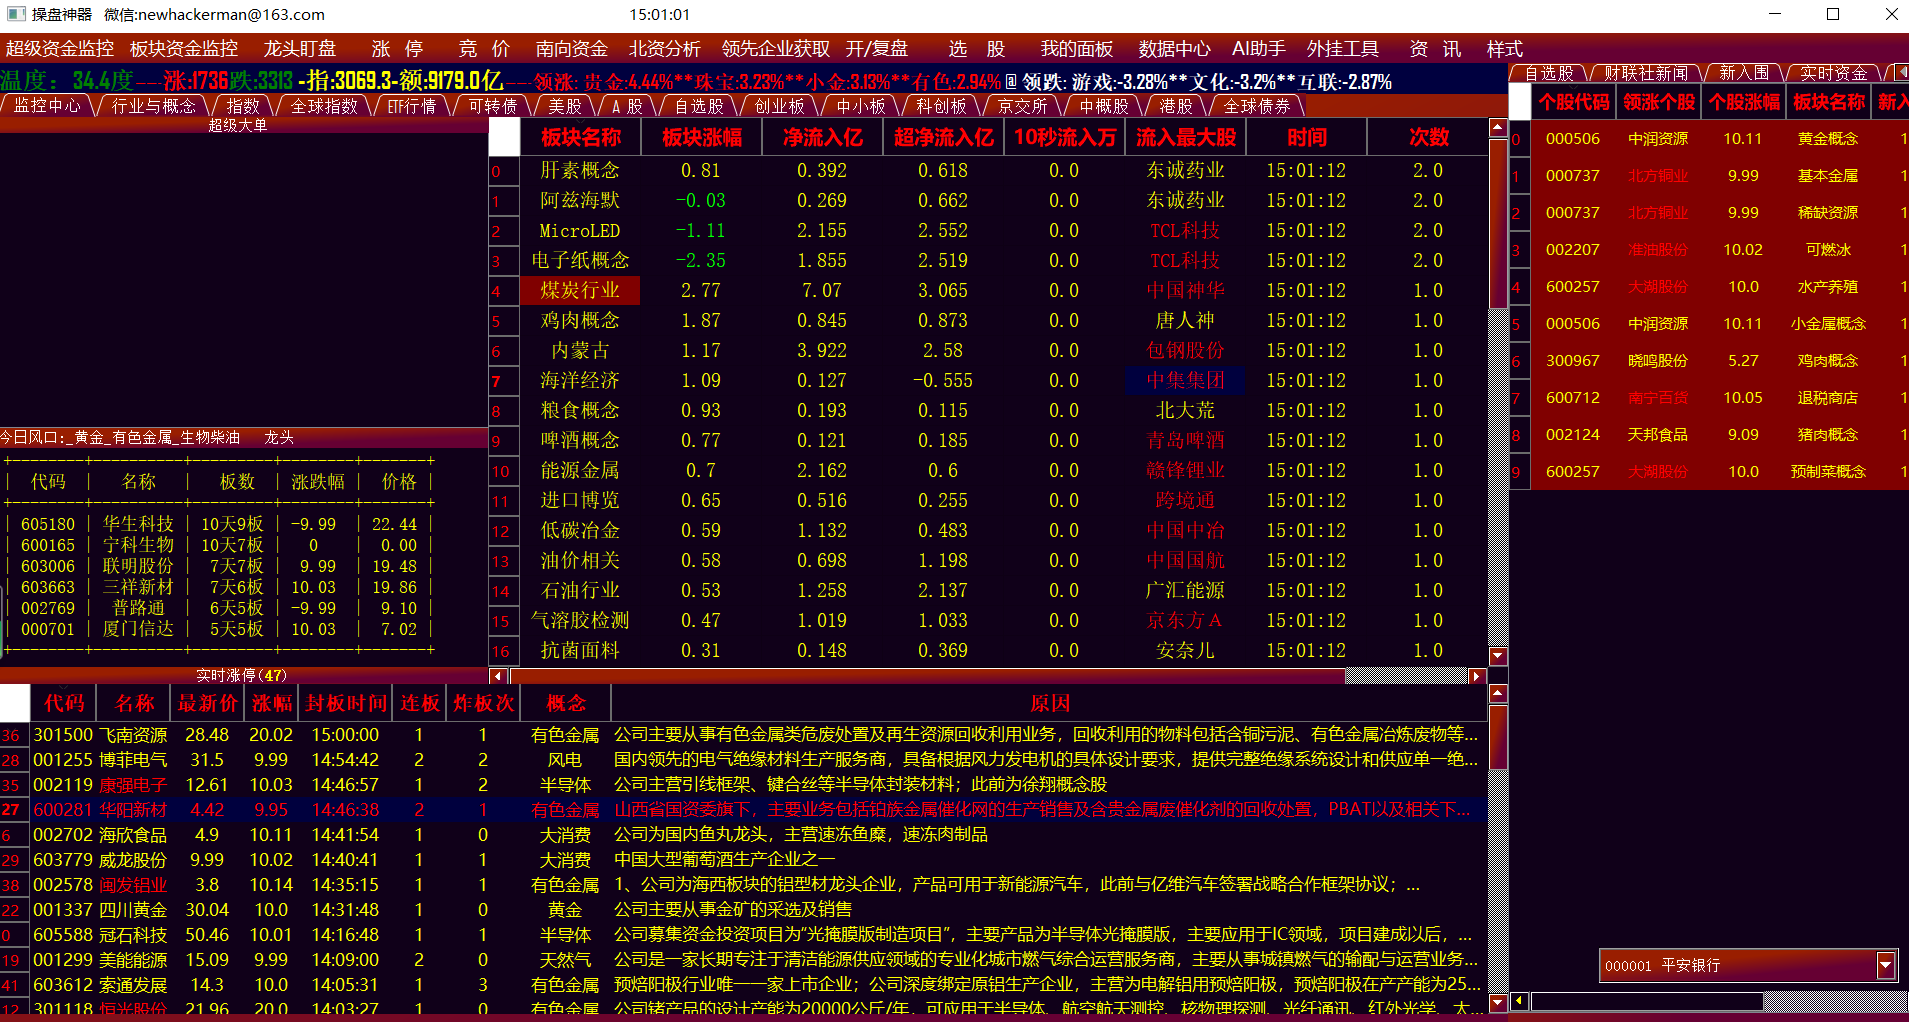 操盘神器 微信:newhackerman@163.com 15:01:01
超级资金监控 板块资金监控 龙头盯盘 涨 停 竞 价 南向资金 北资分析 领先企业获取 开/复盘 选 股 我的面板 数据中心 AI助手 外挂工具 资 讯 样式
温度：34.4度---涨:1736跌:3313 -指:3069.3-额:9179.0亿---领涨: 贵金:4.44%**珠宝:3.23%**小金:3.13%**有色:2.94% @ 领跌: 游戏:-3.28%**文化:-3.2%**互联:-2.87%
监控中心 行业与概念 指数 全球指数 ETF行情 可转债 美股 A 股 自选股 创业板 中小板 科创板 京交所 中概股 港股 全球债券
超级大单
板块名称 板块涨幅 净流入亿 超净流入亿 10秒流入万 流入最大股 时间 次数
0 肝素概念 0.81 0.392 0.618 0.0 东诚药业 15:01:12 2.0
1 阿兹海默 -0.03 0.269 0.662 0.0 东诚药业 15:01:12 2.0
2 MicroLED -1.11 2.155 2.552 0.0 TCL科技 15:01:12 2.0
3 电子纸概念 -2.35 1.855 2.519 0.0 TCL科技 15:01:12 2.0
4 煤炭行业 2.77 7.07 3.065 0.0 中国神华 15:01:12 1.0
5 鸡肉概念 1.87 0.845 0.873 0.0 唐人神 15:01:12 1.0
6 内蒙古 1.17 3.922 2.58 0.0 包钢股份 15:01:12 1.0
7 海洋经济 1.09 0.127 -0.555 0.0 中集集团 15:01:12 1.0
8 粮食概念 0.93 0.193 0.115 0.0 北大荒 15:01:12 1.0
9 啤酒概念 0.77 0.121 0.185 0.0 青岛啤酒 15:01:12 1.0
10 能源金属 0.7 2.162 0.6 0.0 赣锋锂业 15:01:12 1.0
11 进口博览 0.65 0.516 0.255 0.0 跨境通 15:01:12 1.0
12 低碳冶金 0.59 1.132 0.483 0.0 中国中冶 15:01:12 1.0
13 油价相关 0.58 0.698 1.198 0.0 中国国航 15:01:12 1.0
14 石油行业 0.53 1.258 2.137 0.0 广汇能源 15:01:12 1.0
15 气溶胶检测 0.47 1.019 1.033 0.0 京东方A 15:01:12 1.0
16 抗菌面料 0.31 0.148 0.369 0.0 安奈儿 15:01:12 1.0
自选股 财联社新闻 新入围 实时资金
个股代码 领涨个股 个股涨幅 板块名称 新入
0 000506 中润资源 10.11 黄金概念 1
1 000737 北方铜业 9.99 基本金属 1
2 000737 北方铜业 9.99 稀缺资源 1
3 002207 准油股份 10.02 可燃冰 1
4 600257 大湖股份 10.0 水产养殖 1
5 000506 中润资源 10.11 小金属概念 1
6 300967 晓鸣股份 5.27 鸡肉概念 1
7 600712 南宁百货 10.05 退税商店 1
8 002124 天邦食品 9.09 猪肉概念 1
9 600257 大湖股份 10.0 预制菜概念 1
今日风口:_黄金_有色金属_生物柴油 龙头
| 代码 | 名称 | 板数 | 涨跌幅 | 价格 |
| 605180 | 华生科技 | 10天9板 | -9.99 | 22.44 |
| 600165 | 宁科生物 | 10天7板 | 0 | 0.00 |
| 603006 | 联明股份 | 7天7板 | 9.99 | 19.48 |
| 603663 | 三祥新材 | 7天6板 | 10.03 | 19.86 |
| 002769 | 普路通 | 6天5板 | -9.99 | 9.10 |
| 000701 | 厦门信达 | 5天5板 | 10.03 | 7.02 |
实时涨停(47)
代码 名称 最新价 涨幅 封板时间 连板 炸板次 概念 原因
36 301500 飞南资源 28.48 20.02 15:00:00 1 1 有色金属 公司主要从事有色金属类危废处置及再生资源回收利用业务，回收利用的物料包括含铜污泥、有色金属冶炼废物等...
28 001255 博菲电气 31.5 9.99 14:54:42 2 2 风电 国内领先的电气绝缘材料生产服务商，具备根据风力发电机的具体设计要求，提供完整绝缘系统设计和供应单一绝...
35 002119 康强电子 12.61 10.03 14:46:57 1 2 半导体 公司主营引线框架、键合丝等半导体封装材料；此前为徐翔概念股
27 600281 华阳新材 4.42 9.95 14:46:38 2 1 有色金属 山西省国资委旗下，主要业务包括铂族金属催化网的生产销售及含贵金属废催化剂的回收处置，PBAT以及相关下...
6 002702 海欣食品 4.9 10.11 14:41:54 1 0 大消费 公司为国内鱼丸龙头，主营速冻鱼糜，速冻肉制品
29 603779 威龙股份 9.99 10.02 14:40:41 1 1 大消费 中国大型葡萄酒生产企业之一
38 002578 闽发铝业 3.8 10.14 14:35:15 1 1 有色金属 1、公司为海西板块的铝型材龙头企业，产品可用于新能源汽车，此前与亿维汽车签署战略合作框架协议；...
22 001337 四川黄金 30.04 10.0 14:31:48 1 0 黄金 公司主要从事金矿的采选及销售
0 605588 冠石科技 50.46 10.01 14:16:48 1 1 半导体 公司募集资金投资项目为“光掩膜版制造项目”，主要产品为半导体光掩膜版，主要应用于IC领域，项目建成以后，...
19 001299 美能能源 15.09 9.99 14:09:00 2 0 天然气 公司是一家长期专注于清洁能源供应领域的专业化城市燃气综合运营服务商，主要从事城镇燃气的输配与运营业务...
41 603612 索通发展 14.3 10.0 14:05:31 1 3 有色金属 预焙阳极行业唯一一家上市企业；公司深度绑定原铝生产企业，主营为电解铝用预焙阳极，预焙阳极在产产能为25...
12 301118 恒光股份 21.96 20.0 14:03:27 1 0 有色金属 公司锗产品的设计产能为20000公斤/年，可应用于半导体、航空航天测控、核物理探测、光纤通讯、红外光学、太...
000001 平安银行